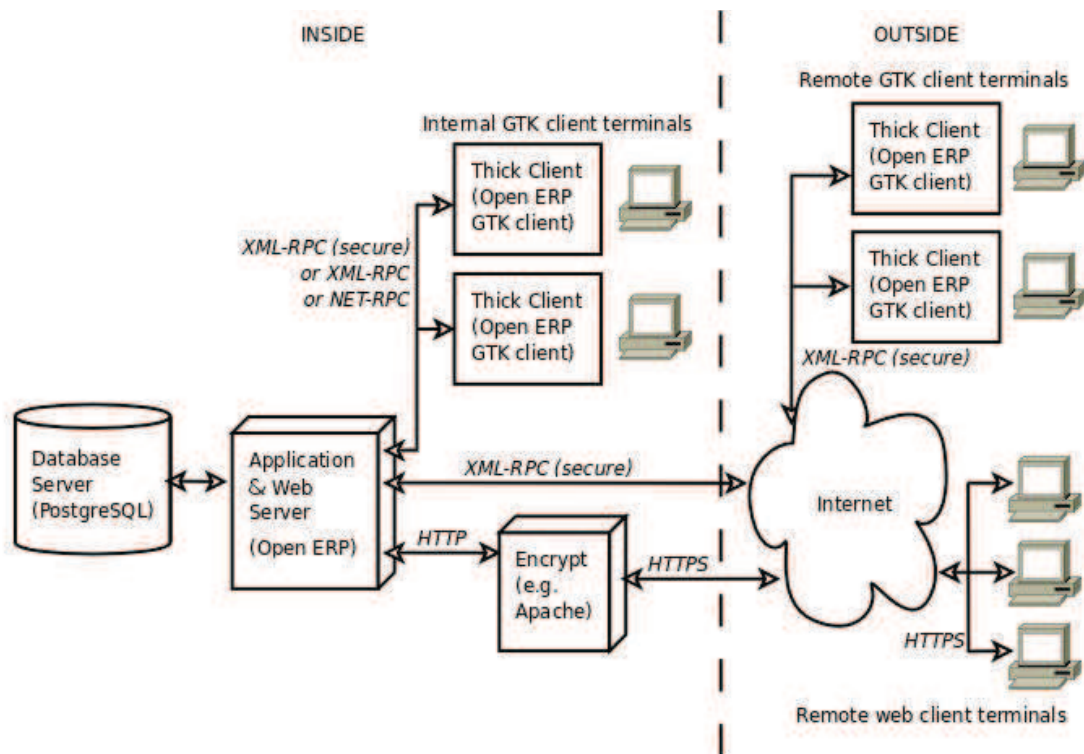 INSIDE
OUTSIDE
Remote GTK client terminals
Internal GTK client terminals
Thick Client
(Open ERP
GTK client)
Thick Client
(Open ERP
GTK client)
XML-RPC (secure)
or XML-RPC
or NET-RPC
Thick Client
(Open ERP
GTK client)
Thick Client
(Open ERP
GTK client)
XML-RPC (secure)
Database
Server
(PostgreSQL)
Application
& Web
Server
(Open ERP)
XML-RPC (secure)
Internet
HTTP
Encrypt
(e.g.
Apache)
HTTPS
HTTPS
Remote web client terminals